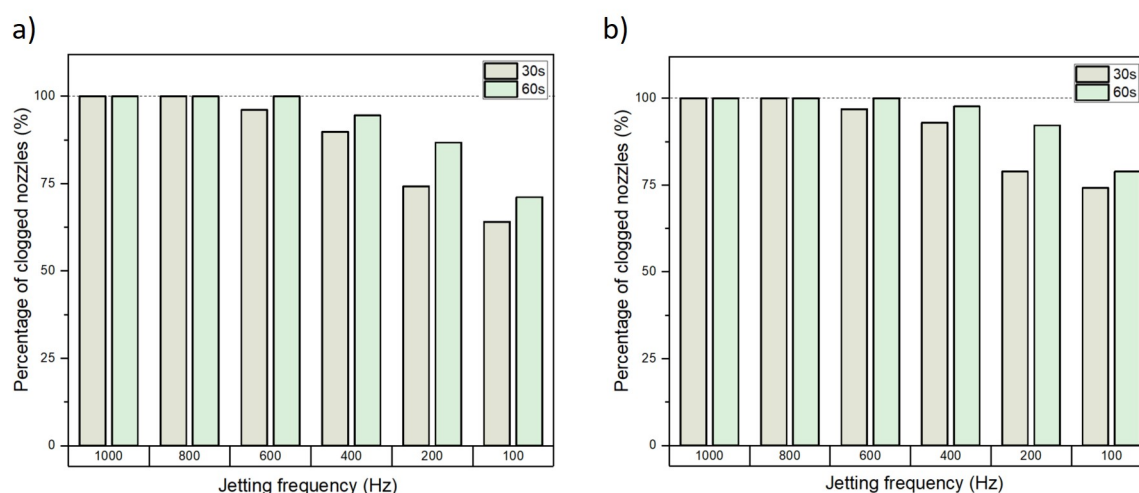 a)
30s
60s
Percentage of clogged nozzles (%)
100
75
50
25
0
1000 800 600 400 200 100
Jetting frequency (Hz)
b)
30s
60s
Percentage of clogged nozzles (%)
100
75
50
25
0
1000 800 600 400 200 100
Jetting frequency (Hz)